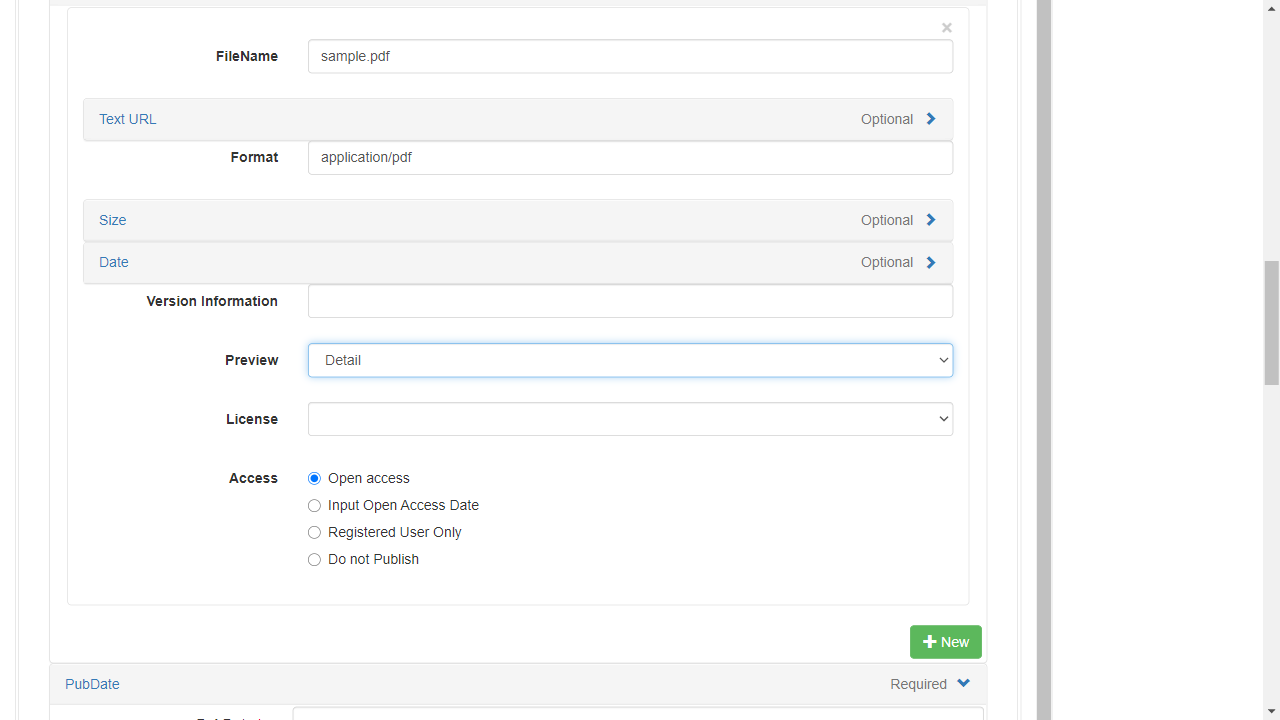 ×
FileName sample.pdf
Text URL Optional
Format application/pdf
Size Optional
Date Optional
Version Information
Preview Detail
License
Access Open access
Input Open Access Date
Registered User Only
Do not Publish
New
PubDate Required